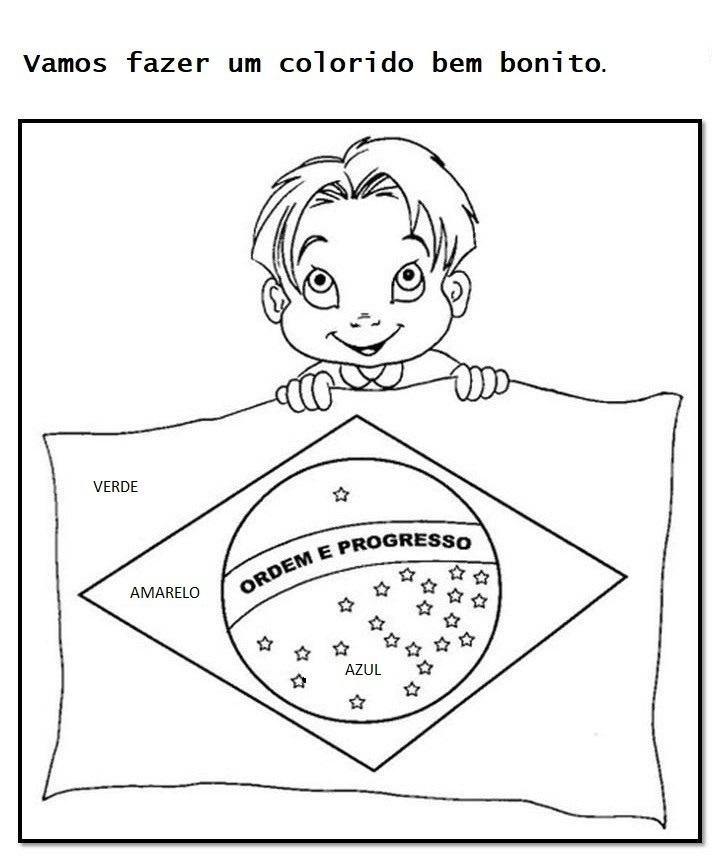 Vamos fazer um colorido bem bonito.
VERDE
ORDEM E PROGRESSO
AMARELO
AZUL